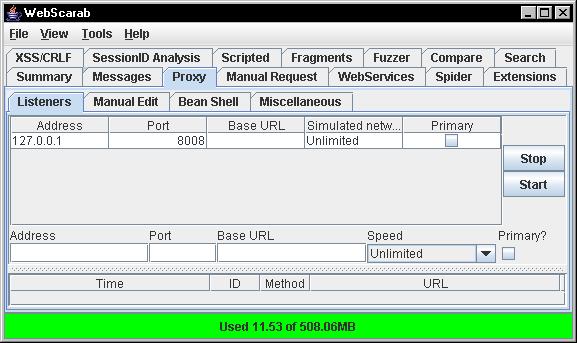 WebScarab
File View Tools Help
XSS/CRLF SessionID Analysis Scripted Fragments Fuzzer Compare Search
Summary Messages Proxy Manual Request WebServices Spider Extensions
Listeners Manual Edit Bean Shell Miscellaneous
Address Port Base URL Simulated netw... Primary
127.0.0.1 8008 Unlimited
Stop
Start
Address Port Base URL Speed Primary?
Unlimited
Time ID Method URL
Used 11.53 of 508.06MB